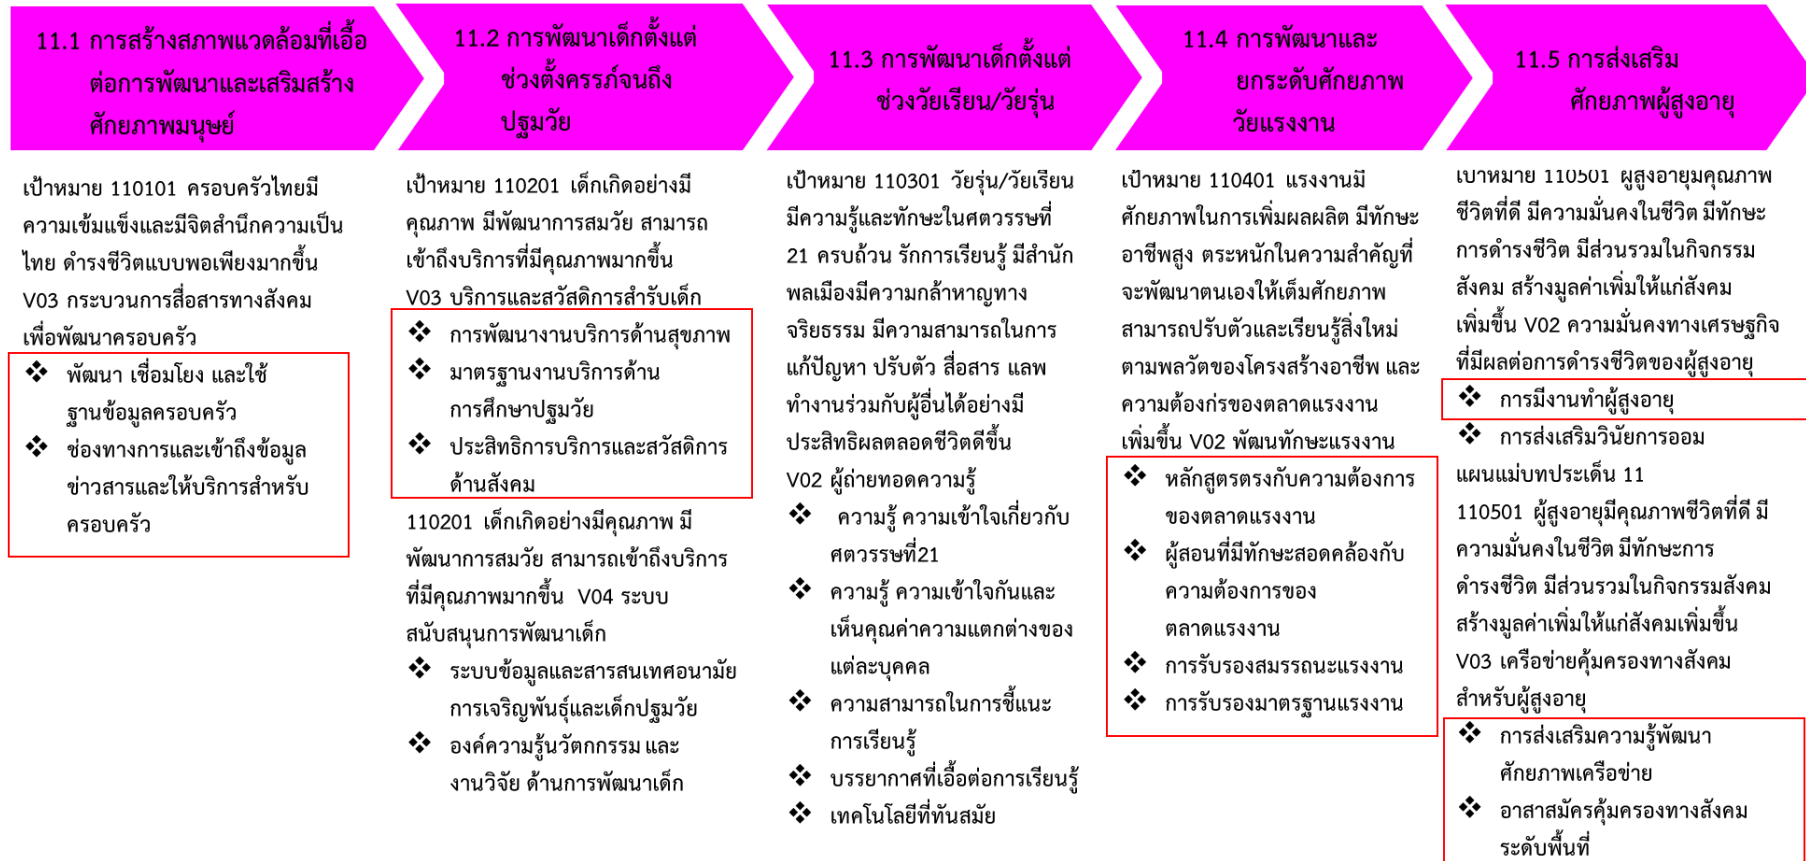 11.1 การสร้างสภาพแวดล้อมที่เอื้อ
ต่อการพัฒนาและเสริมสร้าง
ศักยภาพมนุษย์
เป้าหมาย 110101 ครอบครัวไทยมี
ความเข้มแข็งและมีจิตสำนึกความเป็น
ไทย ดำรงชีวิตแบบพอเพียงมากขึ้น
V03 กระบวนการสื่อสารทางสังคม
เพื่อพัฒนาครอบครัว
❖ พัฒนา เชื่อมโยง และใช้
ฐานข้อมูลครอบครัว
❖ ช่องทางการและเข้าถึงข้อมูล
ข่าวสารและให้บริการสำหรับ
ครอบครัว
11.2 การพัฒนาเด็กตั้งแต่
ช่วงตั้งครรภ์จนถึง
ปฐมวัย
เป้าหมาย 110201 เด็กเกิดอย่างมี
คุณภาพ มีพัฒนาการสมวัย สามารถ
เข้าถึงบริการที่มีคุณภาพมากขึ้น
V03 บริการและสวัสดิการสำรับเด็ก
❖ การพัฒนางานบริการด้านสุขภาพ
❖ มาตรฐานงานบริการด้าน
การศึกษาปฐมวัย
❖ ประสิทธิการบริการและสวัสดิการ
ด้านสังคม
110201 เด็กเกิดอย่างมีคุณภาพ มี
พัฒนาการสมวัย สามารถเข้าถึงบริการ
ที่มีคุณภาพมากขึ้น V04 ระบบ
สนับสนุนการพัฒนาเด็ก
❖ ระบบข้อมูลและสารสนเทศอนามัย
การเจริญพันธุ์และเด็กปฐมวัย
❖ องค์ความรู้นวัตกกรรม และ
งานวิจัย ด้านการพัฒนาเด็ก
11.3 การพัฒนาเด็กตั้งแต่
ช่วงวัยเรียน/วัยรุ่น
เป้าหมาย 110301 วัยรุ่น/วัยเรียน
มีความรู้และทักษะในศตวรรษที่
21 ครบถ้วน รักการเรียนรู้ มีสำนัก
พลเมืองมีความกล้าหาญทาง
จริยธรรม มีความสามารถในการ
แก้ปัญหา ปรับตัว สื่อสาร แลพ
ทำงานร่วมกับผู้อื่นได้อย่างมี
ประสิทธิผลตลอดชีวิตดีขึ้น
V02 ผู้ถ่ายทอดความรู้
❖ ความรู้ ความเข้าใจเกี่ยวกับ
ศตวรรษที่21
❖ ความรู้ ความเข้าใจกันและ
เห็นคุณค่าความแตกต่างของ
แต่ละบุคคล
❖ ความสามารถในการชี้แนะ
การเรียนรู้
❖ บรรยากาศที่เอื้อต่อการเรียนรู้
❖ เทคโนโลยีที่ทันสมัย
11.4 การพัฒนาและ
ยกระดับศักยภาพ
วัยแรงงาน
เป้าหมาย 110401 แรงงานมี
ศักยภาพในการเพิ่มผลผลิต มีทักษะ
อาชีพสูง ตระหนักในความสำคัญที่
จะพัฒนาตนเองให้เต็มศักยภาพ
สามารถปรับตัวและเรียนรู้สิ่งใหม่
ตามพลวัตของโครงสร้างอาชีพ และ
ความต้องก่รของตลาดแรงงาน
เพิ่มขึ้น V02 พัฒนทักษะแรงงาน
❖ หลักสูตรตรงกับความต้องการ
ของตลาดแรงงาน
❖ ผู้สอนที่มีทักษะสอดคล้องกับ
ความต้องการของ
ตลาดแรงงาน
❖ การรับรองสมรรถนะแรงงาน
❖ การรับรองมาตรฐานแรงงาน
11.5 การส่งเสริม
ศักยภาพผู้สูงอายุ
เป้าหมาย 110501 ผู้สูงอายุมีคุณภาพ
ชีวิตที่ดี มีความมั่นคงในชีวิต มีทักษะ
การดำรงชีวิต มีส่วนรวมในกิจกรรม
สังคม สร้างมูลค่าเพิ่มให้แก่สังคม
เพิ่มขึ้น V02 ความมั่นคงทางเศรษฐกิจ
ที่มีผลต่อการดำรงชีวิตของผู้สูงอายุ
❖ การมีงานทำผู้สูงอายุ
❖ การส่งเสริมวินัยการออม
แผนแม่บทประเด็น 11
110501 ผู้สูงอายุมีคุณภาพชีวิตที่ดี มี
ความมั่นคงในชีวิต มีทักษะการ
ดำรงชีวิต มีส่วนรวมในกิจกรรมสังคม
สร้างมูลค่าเพิ่มให้แก่สังคมเพิ่มขึ้น
V03 เครือข่ายคุ้มครองทางสังคม
สำหรับผู้สูงอายุ
❖ การส่งเสริมความรู้พัฒนา
ศักยภาพเครือข่าย
❖ อาสาสมัครคุ้มครองทางสังคม
ระดับพื้นที่